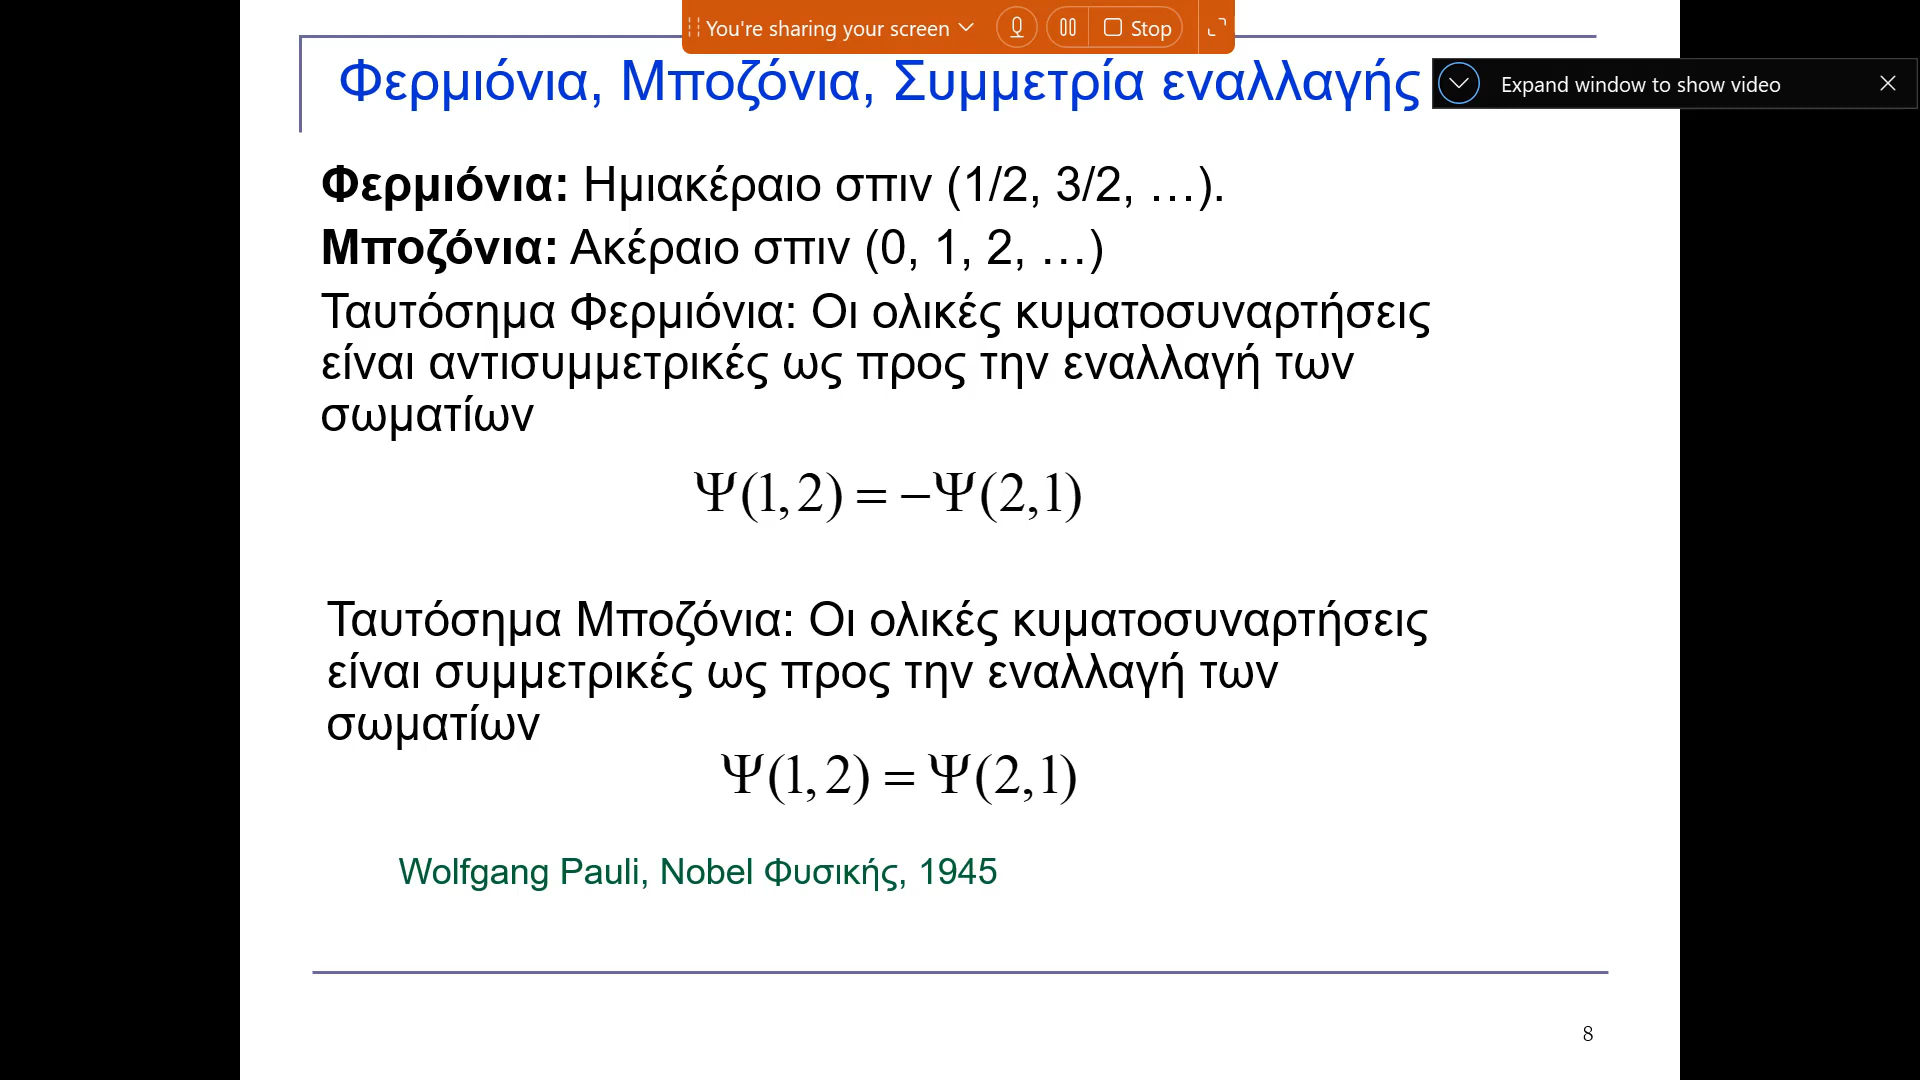 You're sharing your screen
Stop
Φερμιόνια, Μποζόνια, Συμμετρία εναλλαγής
Expand window to show video
Φερμιόνια: Ημιακέραιο σπιν (1/2, 3/2, …).
Μποζόνια: Ακέραιο σπιν (0, 1, 2, …)
Ταυτόσημα Φερμιόνια: Οι ολικές κυματοσυναρτήσεις
είναι αντισυμμετρικές ως προς την εναλλαγή των
σωματίων
Ψ(1,2) = −Ψ(2,1)
Ταυτόσημα Μποζόνια: Οι ολικές κυματοσυναρτήσεις
είναι συμμετρικές ως προς την εναλλαγή των
σωματίων
Ψ(1,2) = Ψ(2,1)
Wolfgang Pauli, Nobel Φυσικής, 1945
8